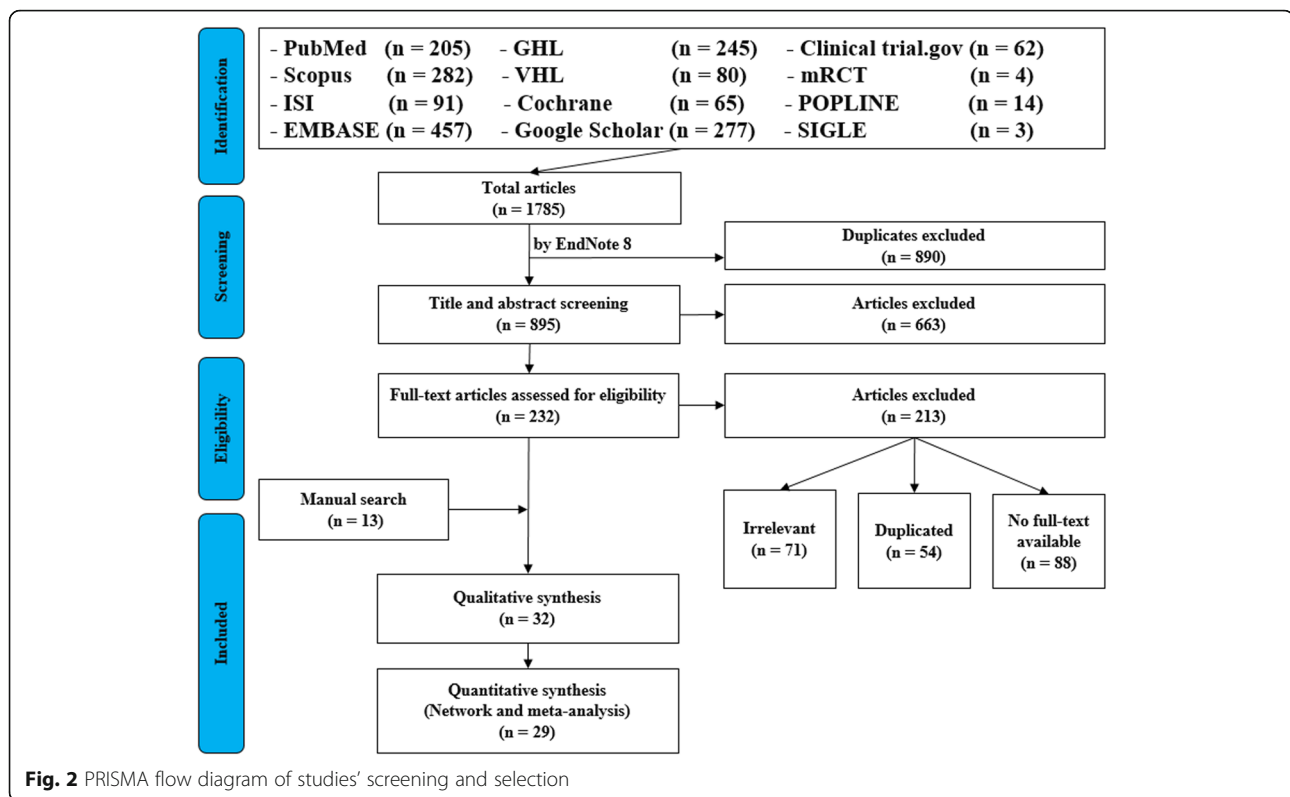 Identification
- PubMed (n = 205) - GHL (n = 245) - Clinical trial.gov (n = 62)
- Scopus (n = 282) - VHL (n = 80) - mRCT (n = 4)
- ISI (n = 91) - Cochrane (n = 65) - POPLINE (n = 14)
- EMBASE (n = 457) - Google Scholar (n = 277) - SIGLE (n = 3)
Screening
Total articles
(n = 1785)
by EndNote 8
Duplicates excluded
(n = 890)
Title and abstract screening
(n = 895)
Articles excluded
(n = 663)
Eligibility
Full-text articles assessed for eligibility
(n = 232)
Articles excluded
(n = 213)
Irrelevant
(n = 71)
Duplicated
(n = 54)
No full-text
available
(n = 88)
Manual search
(n = 13)
Included
Qualitative synthesis
(n = 32)
Quantitative synthesis
(Network and meta-analysis)
(n = 29)
Fig. 2 PRISMA flow diagram of studies’ screening and selection